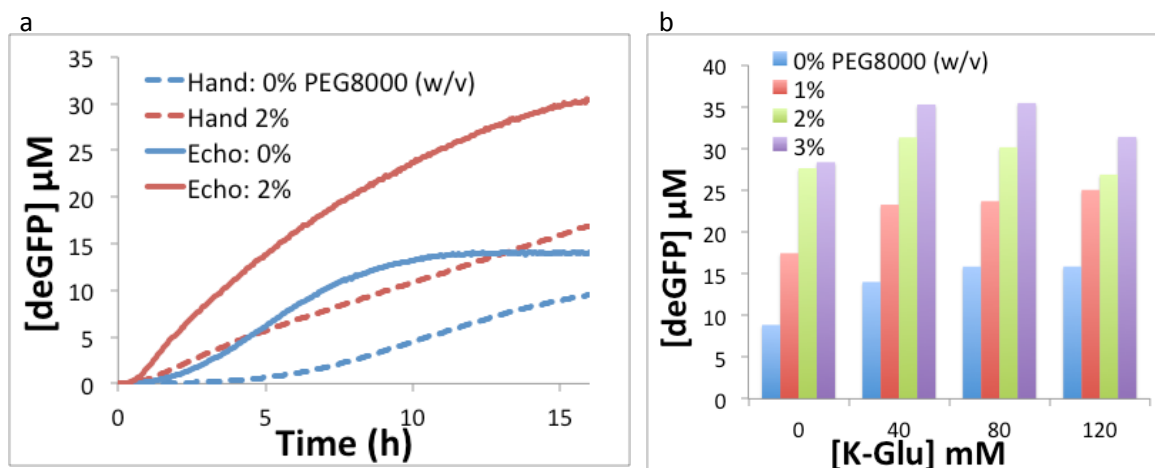 a
35
30
25
20
15
10
5
0
[deGFP] µM
Hand: 0% PEG8000 (w/v)
Hand 2%
Echo: 0%
Echo: 2%
0 5 10 15
Time (h)
b
40
35
30
25
20
15
10
5
0
[deGFP] µM
0% PEG8000 (w/v)
1%
2%
3%
0 40 80 120
[K-Glu] mM